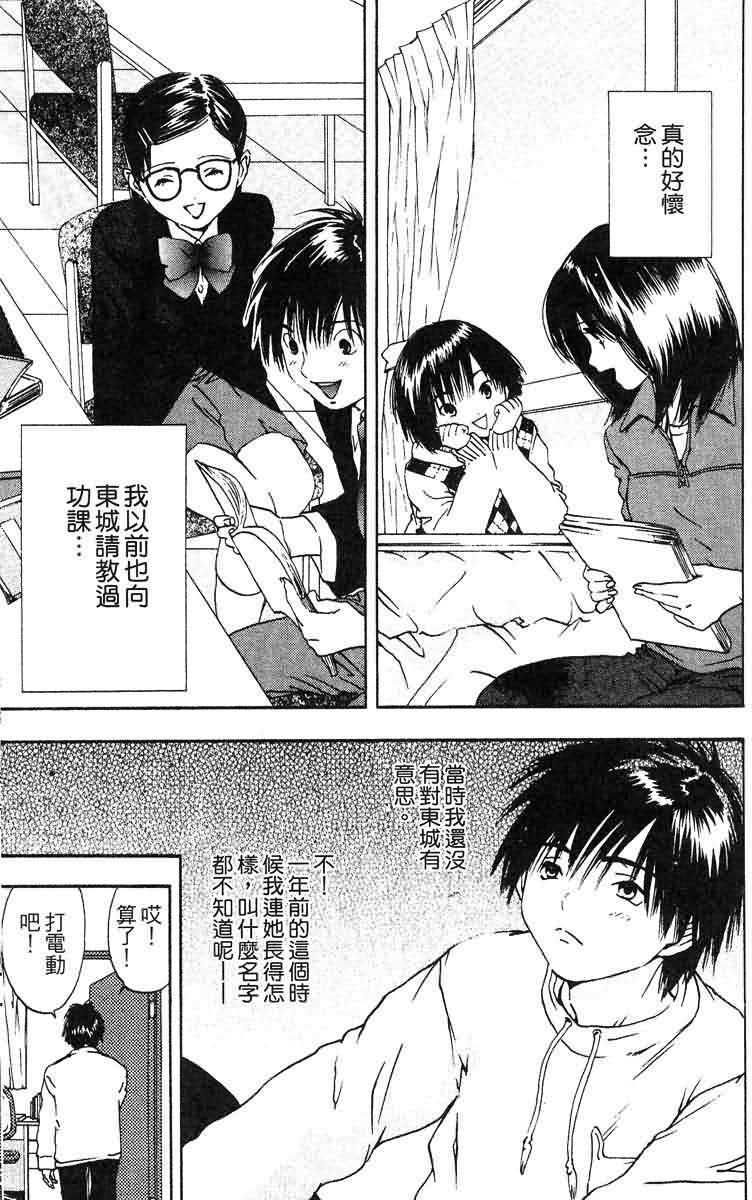 真的好懷
念…
我以前也向
東城請教過
功課…
當時我還沒
有對東城有
意思。
不！
一年前的這個時
候我連她長得怎
樣，叫什麼名字
都不知道呢——
哎！
算了！
打電動
吧！